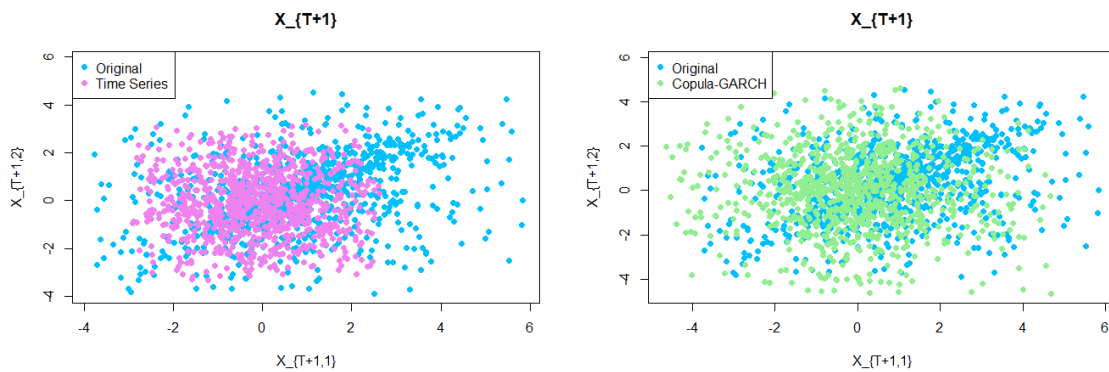 X_{T+1}
Original
Time Series
X_{T+1,2}
6
4
2
0
-2
-4
-4
-2
0
2
4
6
X_{T+1,1}
X_{T+1}
Original
Copula-GARCH
X_{T+1,2}
6
4
2
0
-2
-4
-4
-2
0
2
4
6
X_{T+1,1}